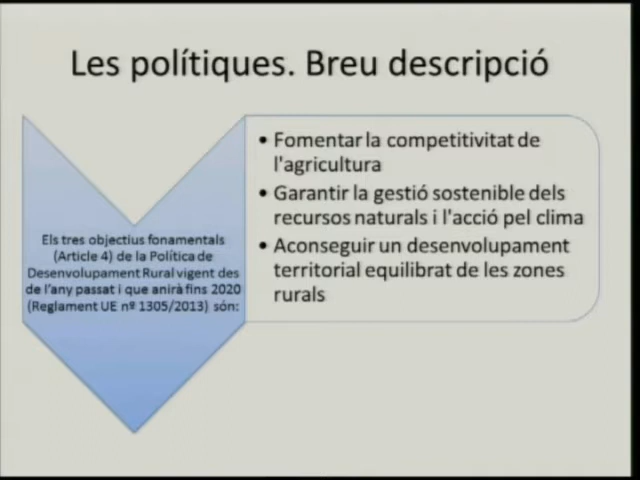 Les polítiques. Breu descripció
Els tres objectius fonamentals
(Article 4) de la Política de
Desenvolupament Rural vigent des
de l'any passat i que anirà fins 2020
(Reglament UE nº 1305/2013) són:
• Fomentar la competitivitat de
l'agricultura
• Garantir la gestió sostenible dels
recursos naturals i l'acció pel clima
• Aconseguir un desenvolupament
territorial equilibrat de les zones
rurals